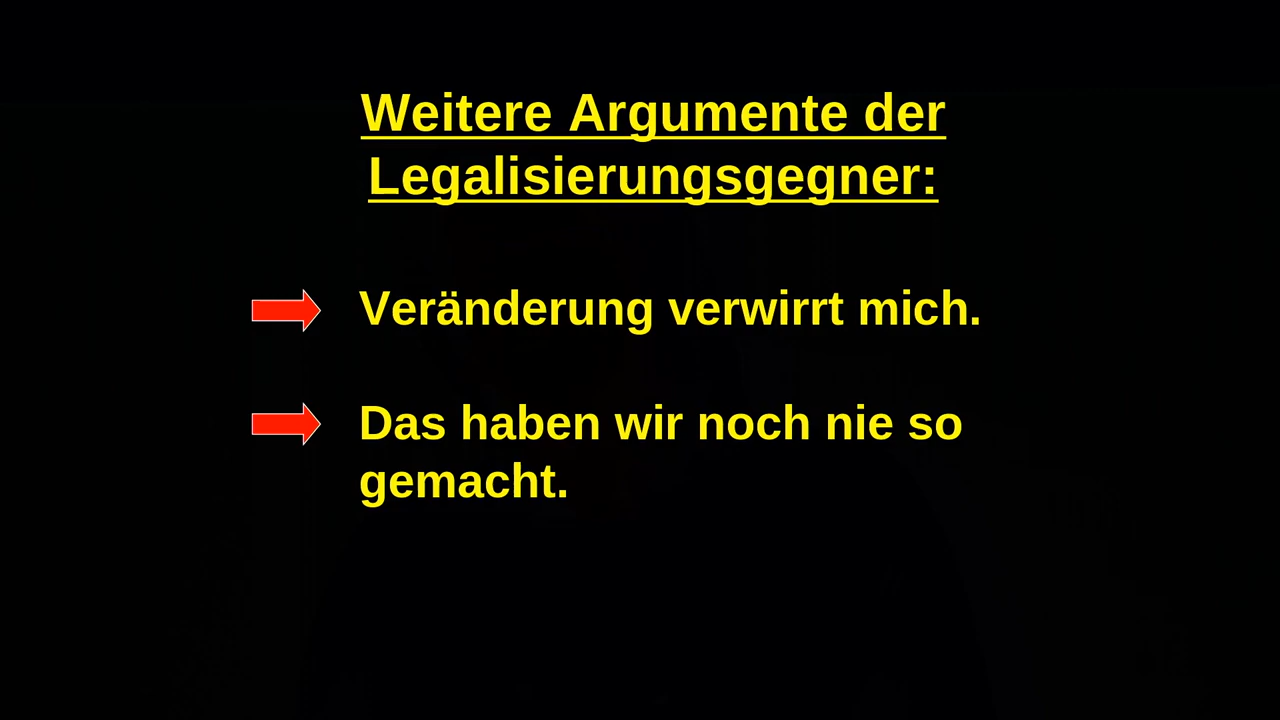 Weitere Argumente der
Legalisierungsgegner:
Veränderung verwirrt mich.
Das haben wir noch nie so
gemacht.